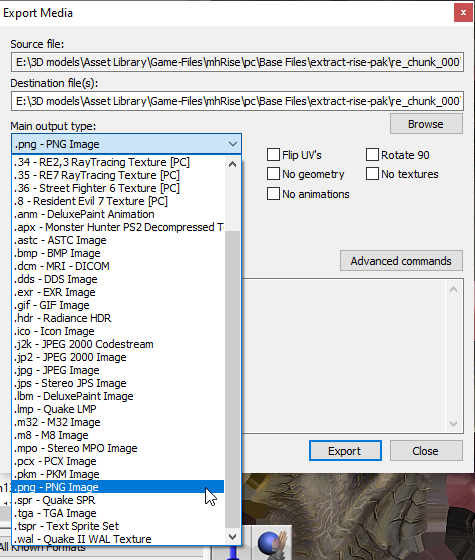 Export Media
Source file:
E:\3D models\Asset Library\Game-Files\mhRise\pc\Base Files\extract-rise-pak\re_chunk_000
Destination file(s):
E:\3D models\Asset Library\Game-Files\mhRise\pc\Base Files\extract-rise-pak\re_chunk_000
Main output type:
Browse
.png - PNG Image
.34 - RE2,3 RayTracing Texture [PC]
.35 - RE7 RayTracing Texture [PC]
.36 - Street Fighter 6 Texture [PC]
.8 - Resident Evil 7 Texture [PC]
.anm - DeluxePaint Animation
.apx - Monster Hunter PS2 Decompressed T
.astc - ASTC Image
.bmp - BMP Image
.dcm - MRI - DICOM
.dds - DDS Image
.exr - EXR Image
.gif - GIF Image
.hdr - Radiance HDR
.ico - Icon Image
.j2k - JPEG 2000 Codestream
.jp2 - JPEG 2000 Image
.jpg - JPEG Image
.jps - Stereo JPS Image
.lbm - DeluxePaint Image
.lmp - Quake LMP
.m32 - M32 Image
.m8 - M8 Image
.mpo - Stereo MPO Image
.pcx - PCX Image
.pkm - PKM Image
.png - PNG Image
.spr - Quake SPR
.tga - TGA Image
.tspr - Text Sprite Set
.wal - Quake II WAL Texture
Flip UV's
Rotate 90
No geometry
No textures
No animations
Advanced commands
Export
Close
All Known Formats